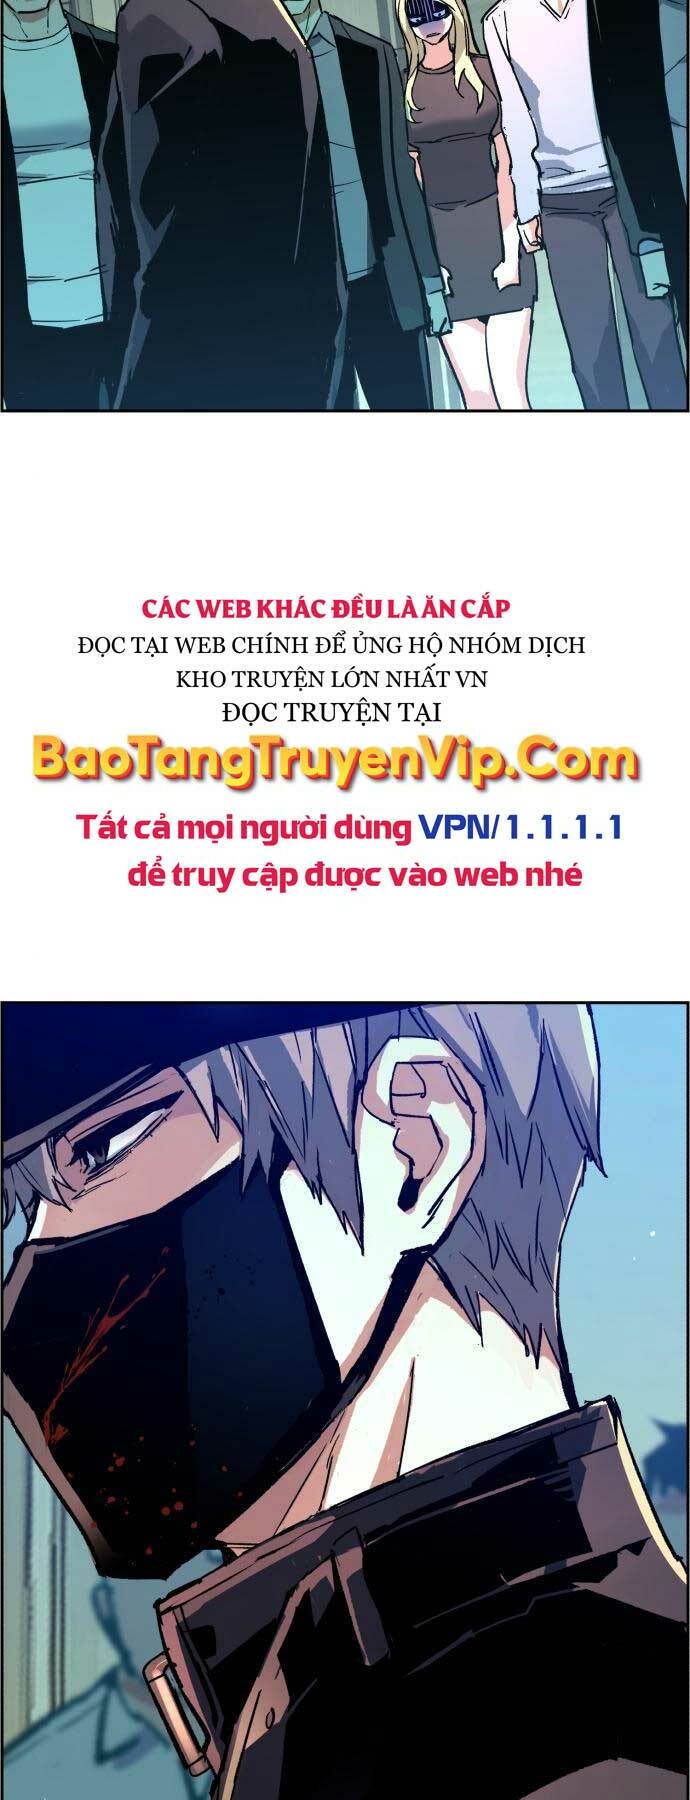 CÁC WEB KHÁC ĐỀU LÀ ĂN CẮP
ĐỌC TẠI WEB CHÍNH ĐỂ ỦNG HỘ NHÓM DỊCH
KHO TRUYỆN LỚN NHẤT VN
ĐỌC TRUYỆN TẠI
BaoTangTruyenVip.Com
Tất cả mọi người dùng VPN/1.1.1.1
để truy cập được vào web nhé